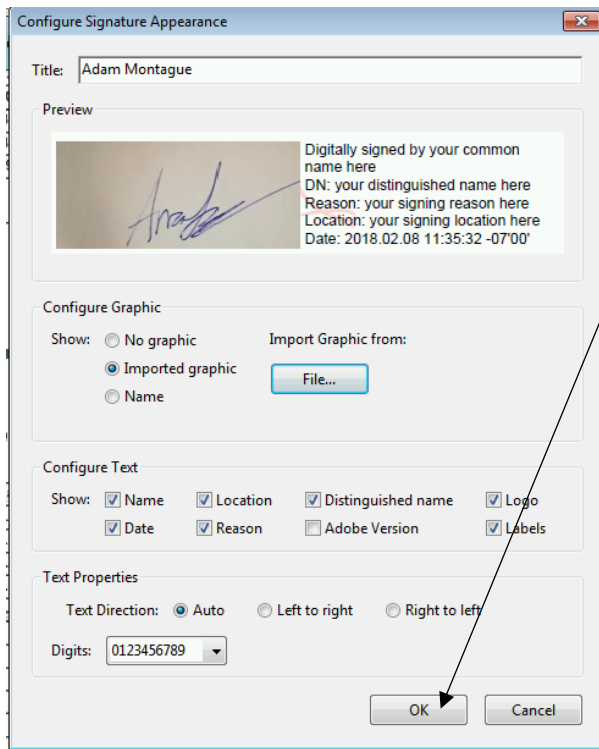 Configure Signature Appearance
Title: Adam Montague
Preview
Digitally signed by your common
name here
DN: your distinguished name here
Reason: your signing reason here
Location: your signing location here
Date: 2018.02.08 11:35:32 -07'00'
Configure Graphic
Show: No graphic Import Graphic from:
Imported graphic File...
Name
Configure Text
Show: Name Location Distinguished name Logo
Date Reason Adobe Version Labels
Text Properties
Text Direction: Auto Left to right Right to left
Digits: 0123456789
OK Cancel